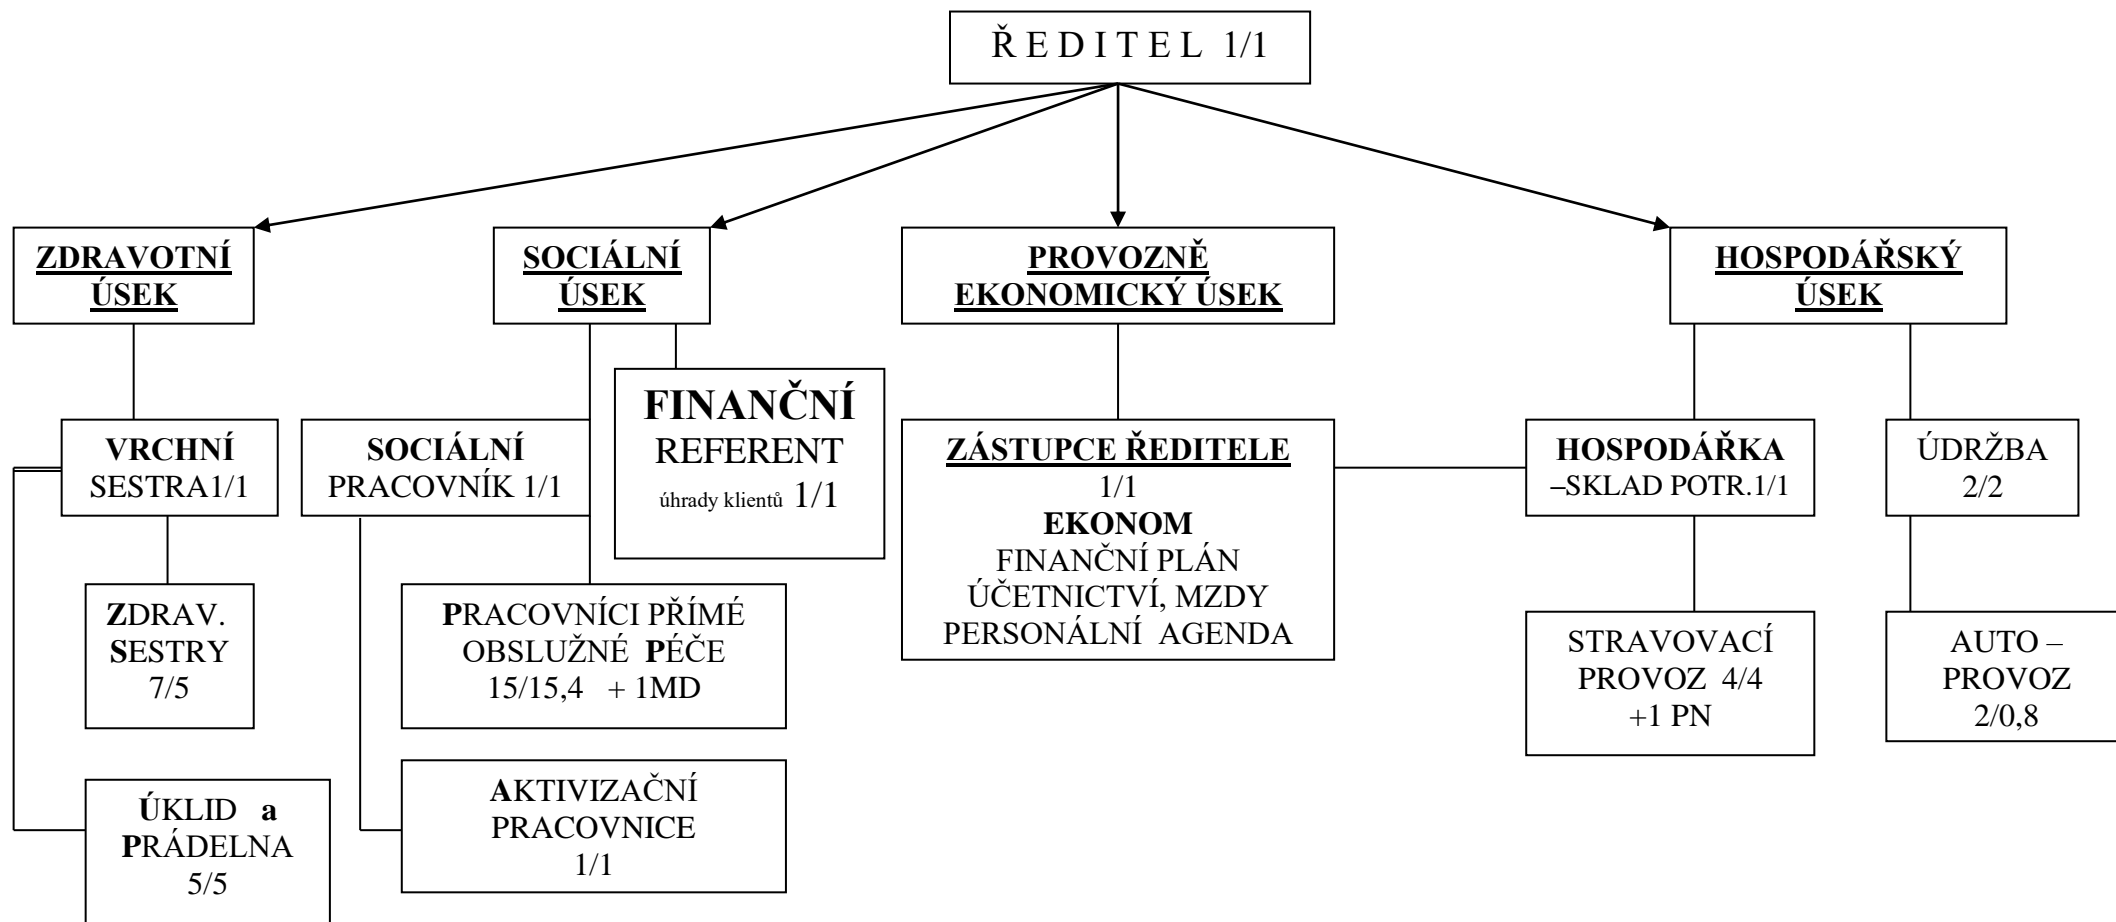 Ř E D I T E L 1/1
ZDRAVOTNÍ
ÚSEK
SOCIÁLNÍ
ÚSEK
PROVOZNĚ
EKONOMICKÝ ÚSEK
HOSPODÁŘSKÝ
ÚSEK
VRCHNÍ
SESTRA1/1
SOCIÁLNÍ
PRACOVNÍK 1/1
FINANČNÍ
REFERENT
úhrady klientů 1/1
ZÁSTUPCE ŘEDITELE
1/1
EKONOM
FINANČNÍ PLÁN
ÚČETNICTVÍ, MZDY
PERSONÁLNÍ AGENDA
HOSPODÁŘKA
–SKLAD POTR.1/1
ÚDRŽBA
2/2
ZDRAV.
SESTRY
7/5
PRACOVNÍCI PŘÍMÉ
OBSLUŽNÉ PÉČE
15/15,4 + 1MD
STRAVOVACÍ
PROVOZ 4/4
+1 PN
AUTO –
PROVOZ
2/0,8
ÚKLID a
PRÁDELNA
5/5
AKTIVIZAČNÍ
PRACOVNICE
1/1